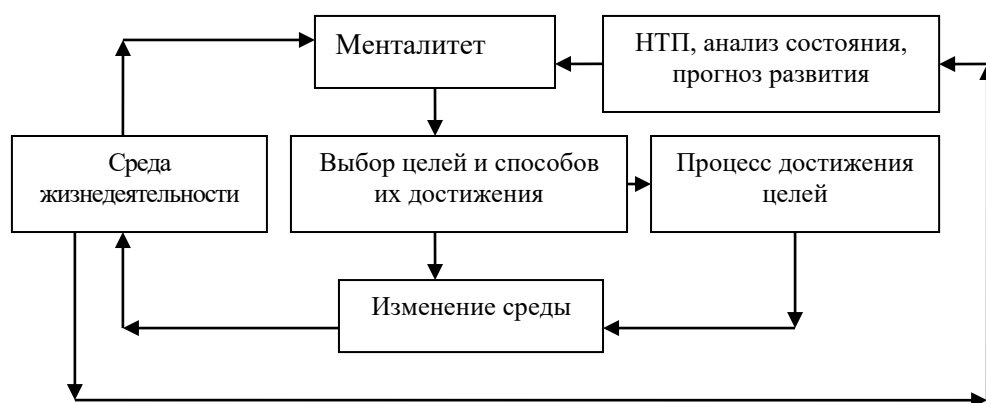 Менталитет
НТП, анализ состояния,
прогноз развития
Среда
жизнедеятельности
Выбор целей и способов
их достижения
Процесс достижения
целей
Изменение среды